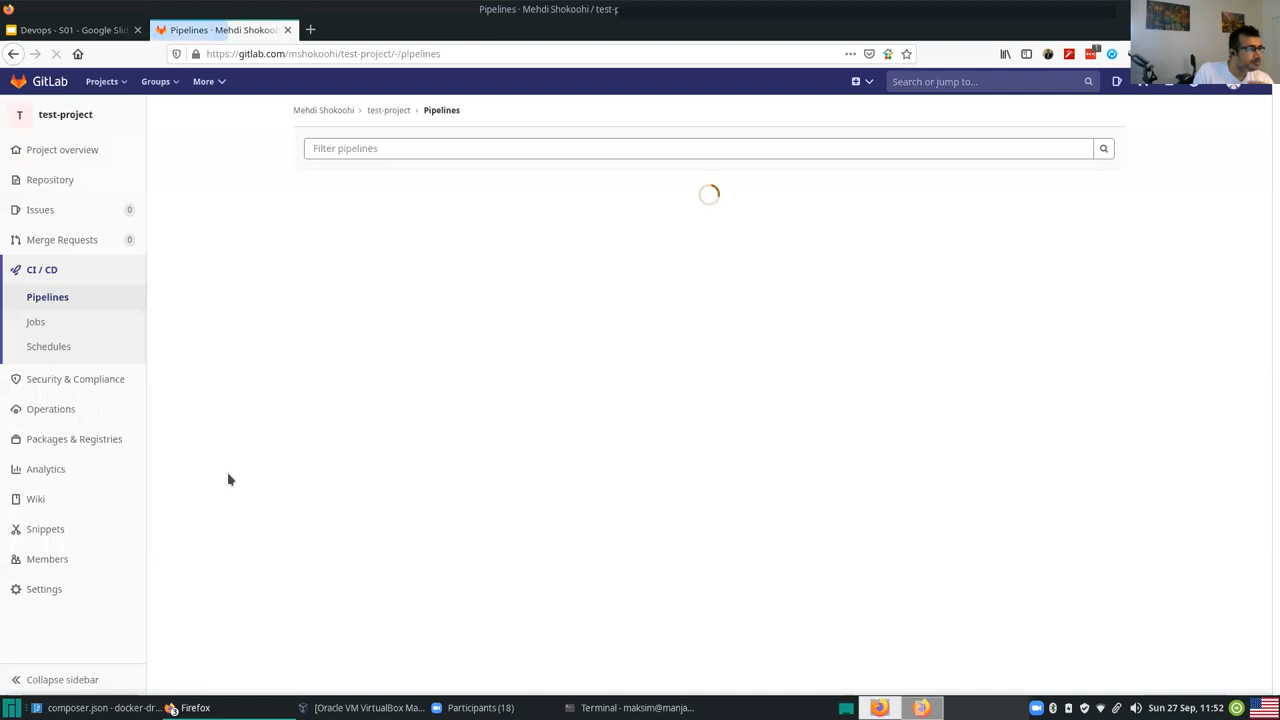 Pipelines · Mehdi Shokoohi / test-p
Devops - S01 - Google Slid
Pipelines · Mehdi Shokool
https://gitlab.com/mshokoohi/test-project/-/pipelines
GitLab
Projects
Groups
More
Search or jump to...
T
test-project
Mehdi Shokoohi > test-project > Pipelines
Filter pipelines
Project overview
Repository
Issues 0
Merge Requests 0
CI / CD
Pipelines
Jobs
Schedules
Security & Compliance
Operations
Packages & Registries
Analytics
Wiki
Snippets
Members
Settings
Collapse sidebar
composer.json - docker-dr...
3 Firefox
[Oracle VM VirtualBox Ma...
Participants (18)
Terminal - maksim@manja...
Sun 27 Sep, 11:52